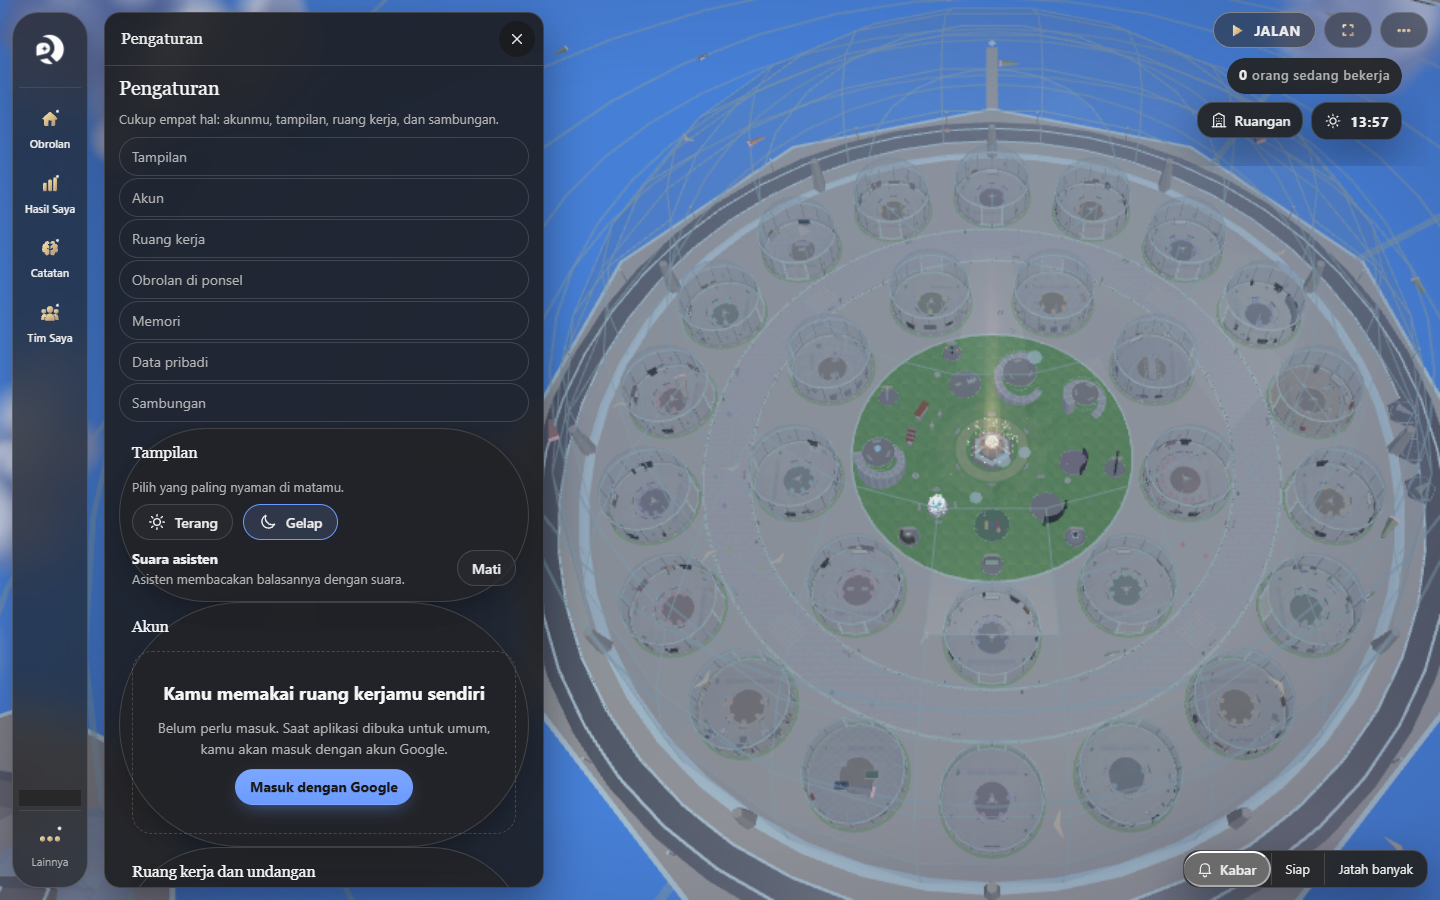 Obrolan
Hasil Saya
Catatan
Tim Saya
Lainnya
Pengaturan
Pengaturan
Cukup empat hal: akunmu, tampilan, ruang kerja, dan sambungan.
Tampilan
Akun
Ruang kerja
Obrolan di ponsel
Memori
Data pribadi
Sambungan
Tampilan
Pilih yang paling nyaman di matamu.
Terang
Gelap
Suara asisten
Asisten membacakan balasannya dengan suara.
Mati
Akun
Kamu memakai ruang kerjamu sendiri
Belum perlu masuk. Saat aplikasi dibuka untuk umum,
kamu akan masuk dengan akun Google.
Masuk dengan Google
Ruang kerja dan undangan
JALAN
0 orang sedang bekerja
Ruangan
13:57
Kabar
Siap
Jatah banyak